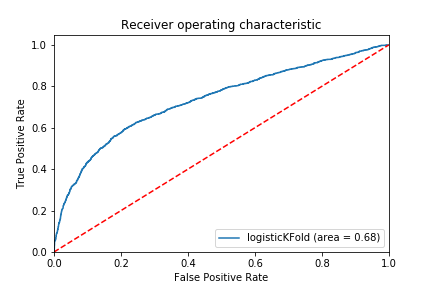 Receiver operating characteristic
1.0
0.8
0.6
0.4
0.2
0.0
True Positive Rate
logisticKFold (area = 0.68)
0.0 0.2 0.4 0.6 0.8 1.0
False Positive Rate